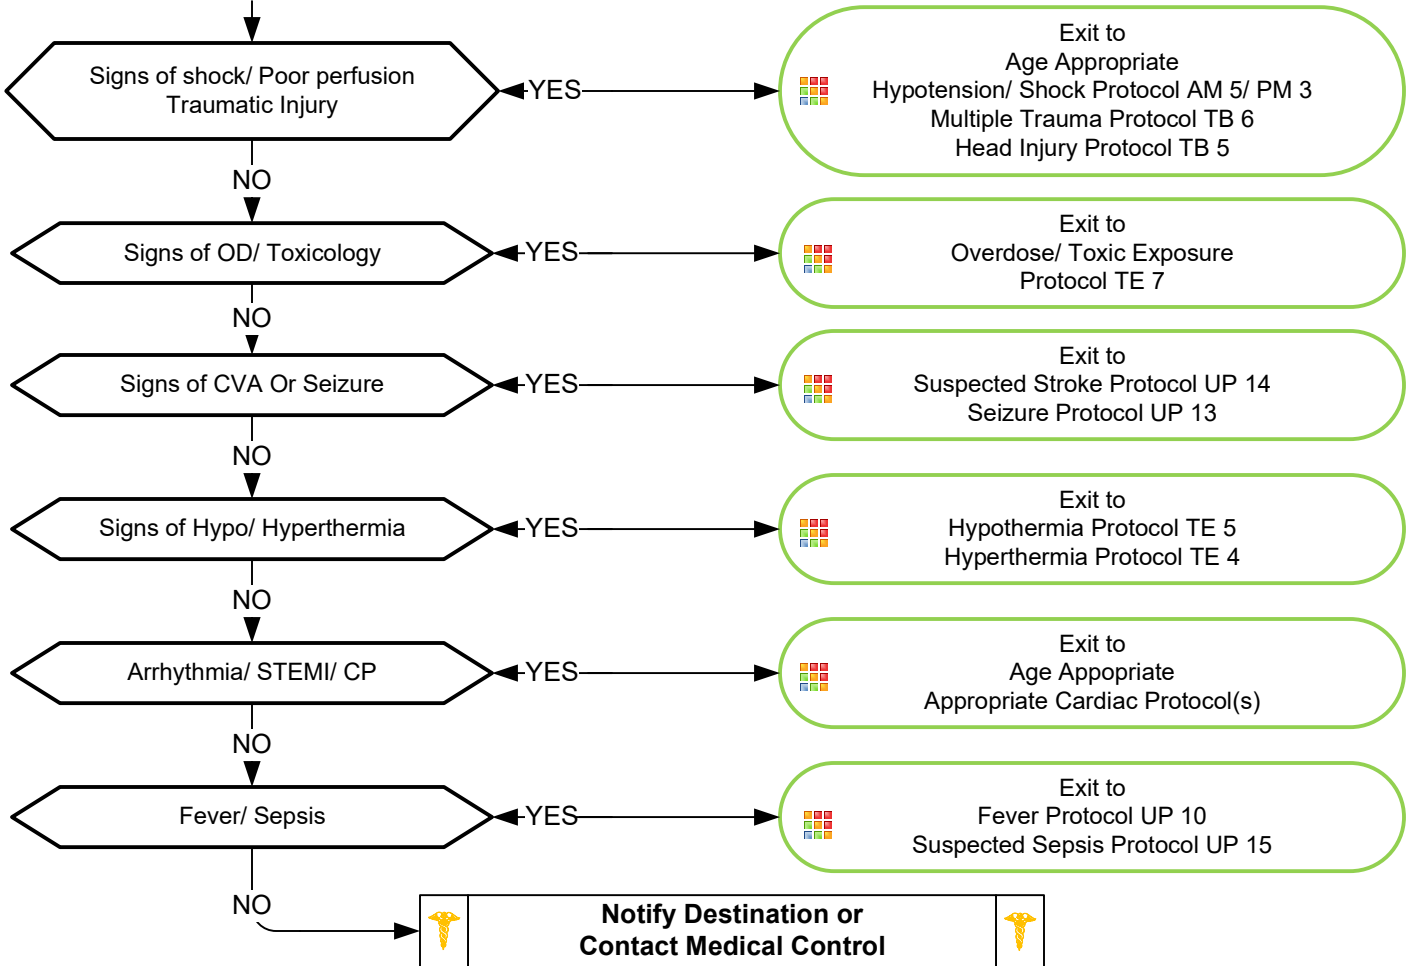 Signs of shock/ Poor perfusion
Traumatic Injury
YES
Exit to
Age Appropriate
Hypotension/ Shock Protocol AM 5/ PM 3
Multiple Trauma Protocol TB 6
Head Injury Protocol TB 5
NO
Signs of OD/ Toxicology
YES
Exit to
Overdose/ Toxic Exposure
Protocol TE 7
NO
Signs of CVA Or Seizure
YES
Exit to
Suspected Stroke Protocol UP 14
Seizure Protocol UP 13
NO
Signs of Hypo/ Hyperthermia
YES
Exit to
Hypothermia Protocol TE 5
Hyperthermia Protocol TE 4
NO
Arrhythmia/ STEMI/ CP
YES
Exit to
Age Appopriate
Appropriate Cardiac Protocol(s)
NO
Fever/ Sepsis
YES
Exit to
Fever Protocol UP 10
Suspected Sepsis Protocol UP 15
NO
Notify Destination or
Contact Medical Control